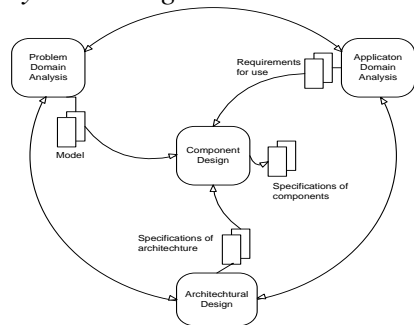 Problem
Domain
Analysis
Requirements
for use
Applicaton
Domain
Analysis
Model
Component
Design
Specifications of
components
Specifications of
architechture
Architechtural
Design